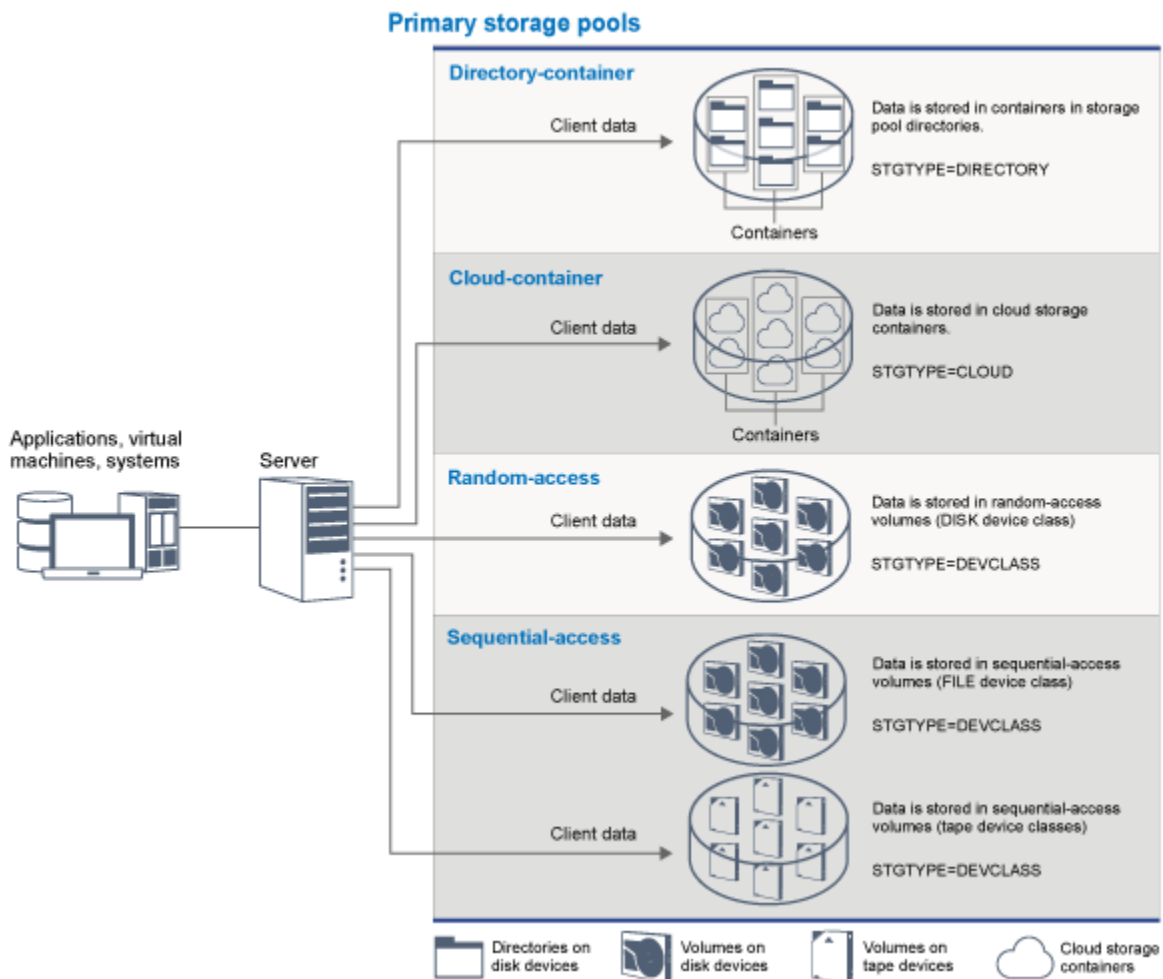 Primary storage pools
Directory-container
Client data
Data is stored in containers in storage
pool directories.
STGTYPE=DIRECTORY
Containers
Cloud-container
Client data
Data is stored in cloud storage
containers.
STGTYPE=CLOUD
Containers
Applications, virtual
machines, systems
Server
Random-access
Client data
Data is stored in random-access
volumes (DISK device class)
STGTYPE=DEVCLASS
Sequential-access
Client data
Data is stored in sequential-access
volumes (FILE device class)
STGTYPE=DEVCLASS
Client data
Data is stored in sequential-access
volumes (tape device classes)
STGTYPE=DEVCLASS
Directories on
disk devices
Volumes on
disk devices
Volumes on
tape devices
Cloud storage
containers